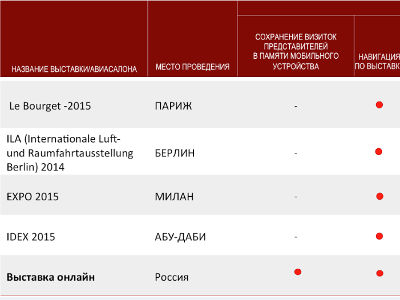 НАЗВАНИЕ ВЫСТАВКИ/АВИАСАЛОНА
МЕСТО ПРОВЕДЕНИЯ
СОХРАНЕНИЕ ВИЗИТОК
ПРЕДСТАВИТЕЛЕЙ
В ПАМЯТИ МОБИЛЬНОГО
УСТРОЙСТВА
НАВИГАЦИЯ
ПО ВЫСТАВК
Le Bourget -2015 ПАРИЖ -
ILA (Internationale Luft-
und Raumfahrtausstellung
Berlin) 2014
БЕРЛИН -
EXPO 2015 МИЛАН -
IDEX 2015 АБУ-ДАБИ -
Выставка онлайн Россия